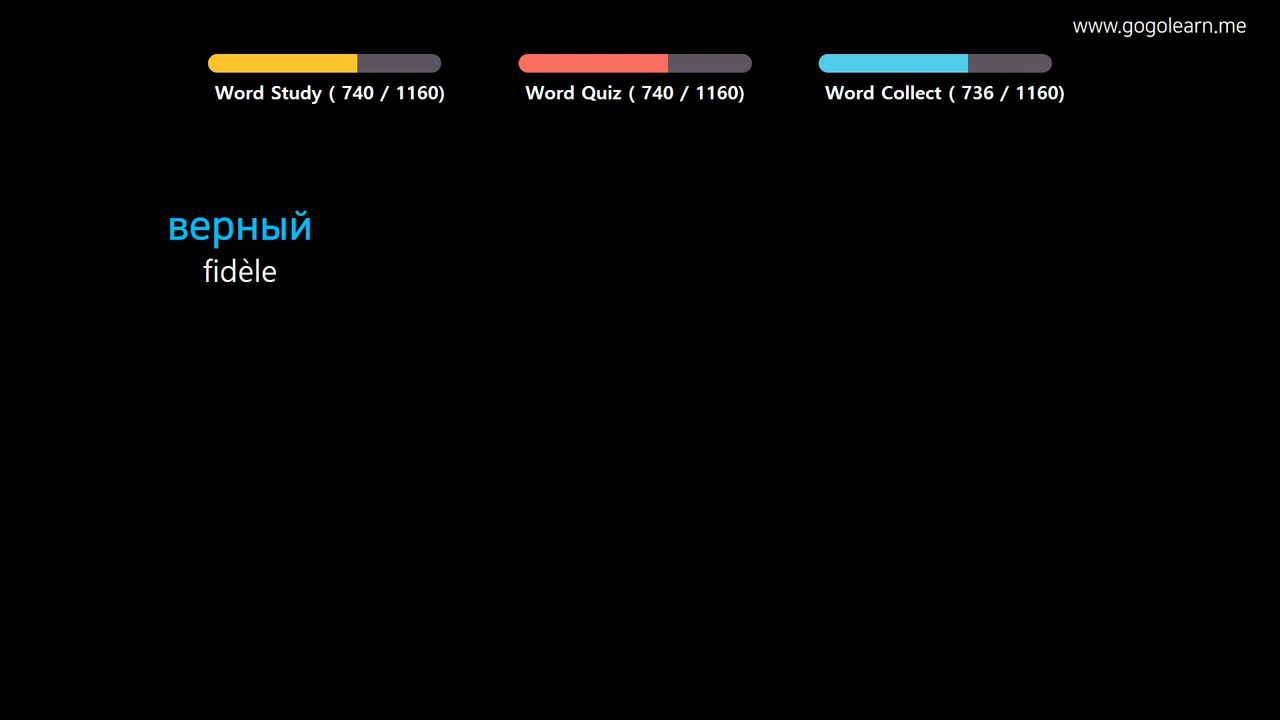 www.gogolearn.me
Word Study ( 740 / 1160)
Word Quiz ( 740 / 1160)
Word Collect ( 736 / 1160)
верный
fidèle